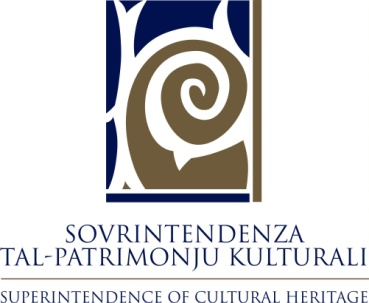 SOVRINTENDENZA
TAL-PATRIMONJU KULTURALI
SUPERINTENDENCE OF CULTURAL HERITAGE